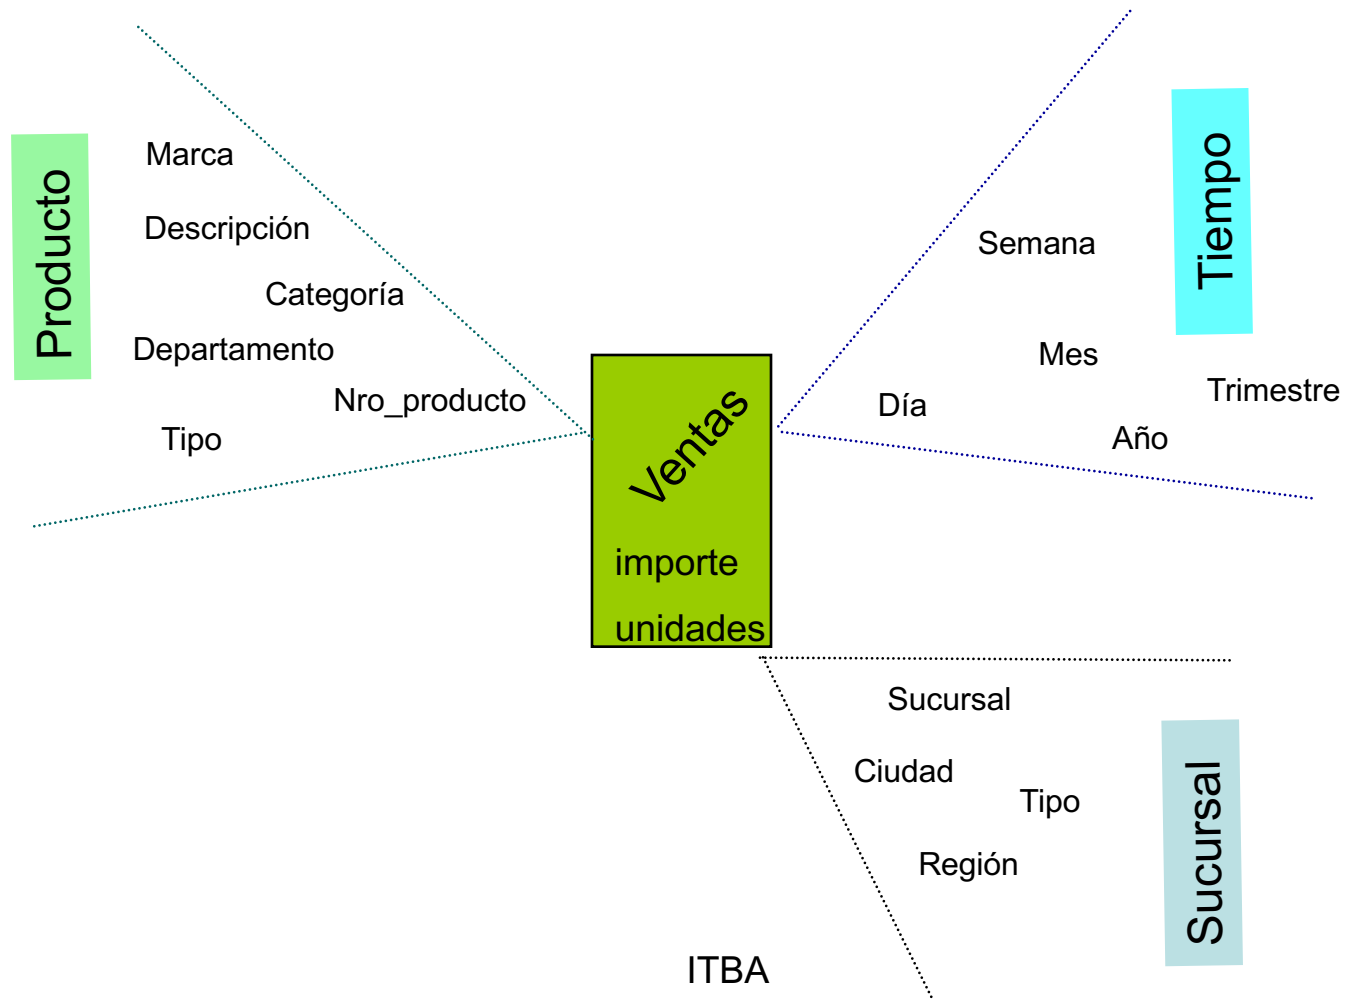 Producto
Marca
Descripción
Categoría
Departamento
Nro_producto
Tipo
Ventas
importe
unidades
Tiempo
Semana
Mes
Trimestre
Día
Año
Sucursal
Ciudad
Tipo
Región
Sucursal
ITBA